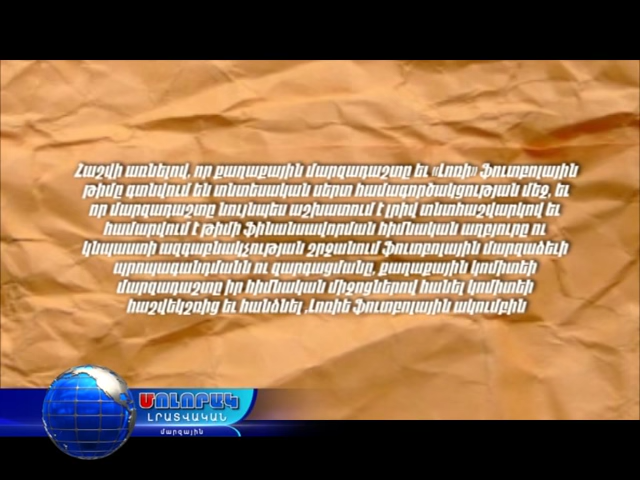 Հաշվի առնելով, որ քաղաքային մարզադաշտը եւ «Լոռի» ֆուտբոլային
թիմը գտնվում են տնտեսական սերտ համագործակցության մեջ, եւ
որ մարզադաշտը նույնպես աշխատում է լրիվ տնտհաշվարկով եւ
համարվում է թիմի ֆինանսավորման հիմնական աղբյուրը ու
կնպաստի ազգաբնակչության շրջանում ֆուտբոլային մարզաձեւի
պրոպագանդմանն ու զարգացմանը, քաղաքային կոմիտեի
մարզադաշտը իր հիմնական միջոցներով հանել կոմիտեի
հաշվեկշռից եւ հանձնել ,Լոռիե ֆուտբոլային ակումբին
ՄՈԼՈՐԱԿ
ԼՐԱՏՎԱԿԱՆ
մարզային